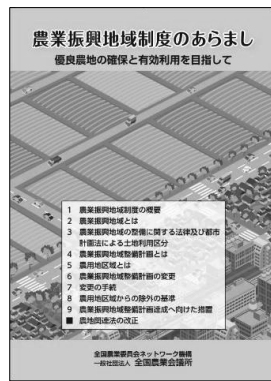 農業振興地域制度のあらまし
優良農地の確保と有効利用を目指して
1 農業振興地域制度の概要
2 農業振興地域とは
3 農業振興地域の整備に関する法律及び都市
計画法による土地利用区分
4 農業振興地域整備計画とは
5 農用地区域とは
6 農業振興地域整備計画の変更
7 変更の手続
8 農用地区域からの除外の基準
9 農業振興地域整備計画達成へ向けた措置
■ 農地関連法の改正
全国農業委員会ネットワーク機構
一般社団法人 全国農業会議所